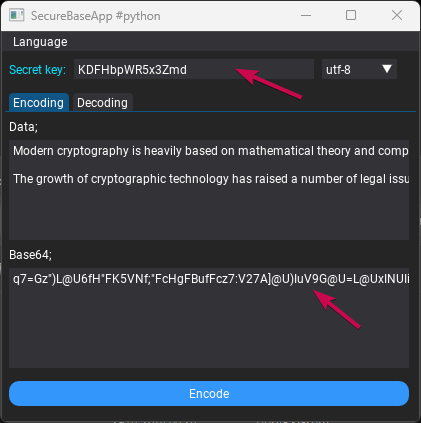 SecureBaseApp #python
Language
Secret key: KDFHbpWR5x3Zmd utf-8
Encoding Decoding
Data;
Modern cryptography is heavily based on mathematical theory and comp
The growth of cryptographic technology has raised a number of legal issu
Base64;
q7=Gz")L@U6fH"FK5VNf;"FcHgFBufFcz7:V27A]@U)IuV9G@U=L@UxINUIi
Encode